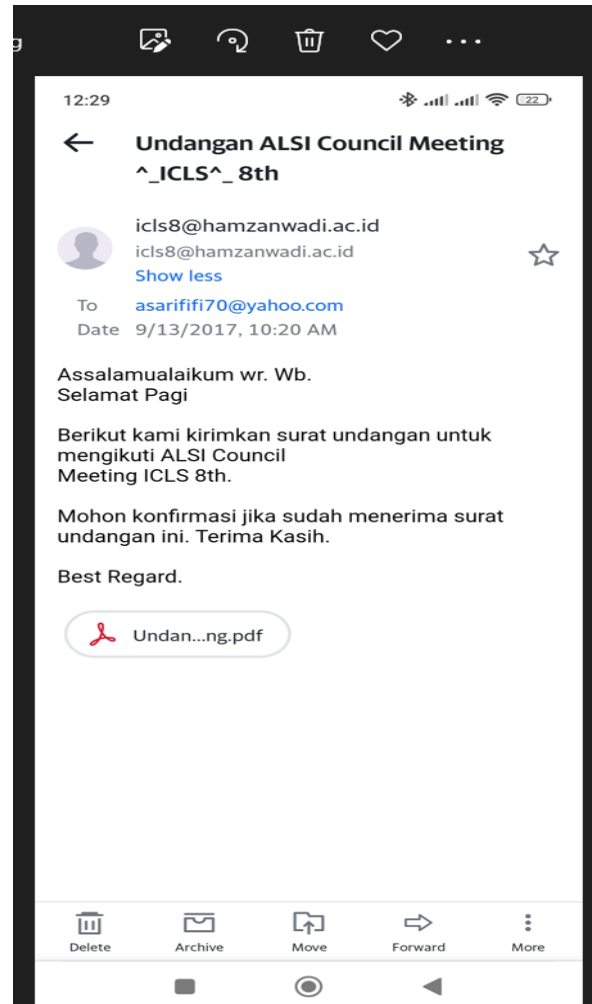 g
12:29
22
Undangan ALSI Council Meeting
^_ICLS^_ 8th
icls8@hamzanwadi.ac.id
icls8@hamzanwadi.ac.id
Show less
To asarififi70@yahoo.com
Date 9/13/2017, 10:20 AM
Assalamualaikum wr. Wb.
Selamat Pagi
Berikut kami kirimkan surat undangan untuk
mengikuti ALSI Council
Meeting ICLS 8th.
Mohon konfirmasi jika sudah menerima surat
undangan ini. Terima Kasih.
Best Regard.
Undan...ng.pdf
Delete Archive Move Forward More